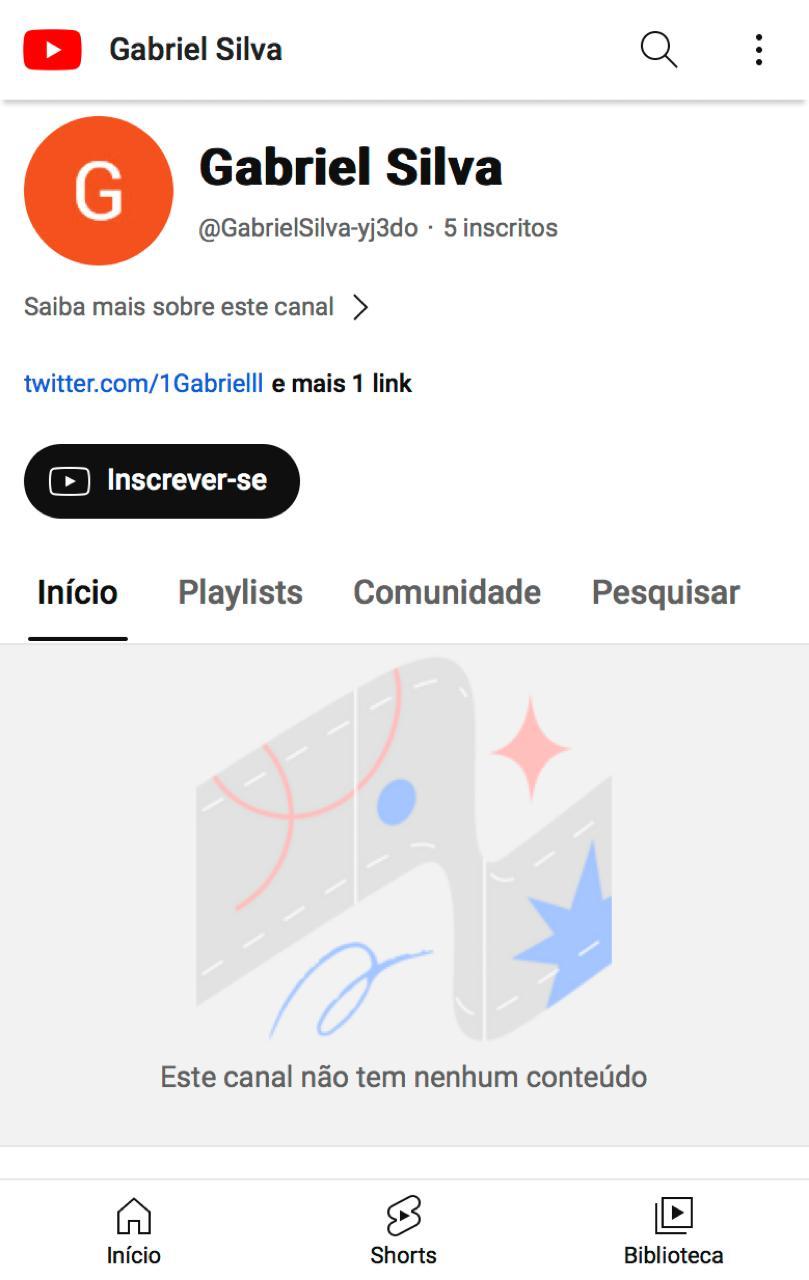 Gabriel Silva
G
Gabriel Silva
@GabrielSilva-yj3do · 5 inscritos
Saiba mais sobre este canal
twitter.com/1Gabrielll e mais 1 link
Inscrever-se
Início Playlists Comunidade Pesquisar
Este canal não tem nenhum conteúdo
Início Shorts Biblioteca